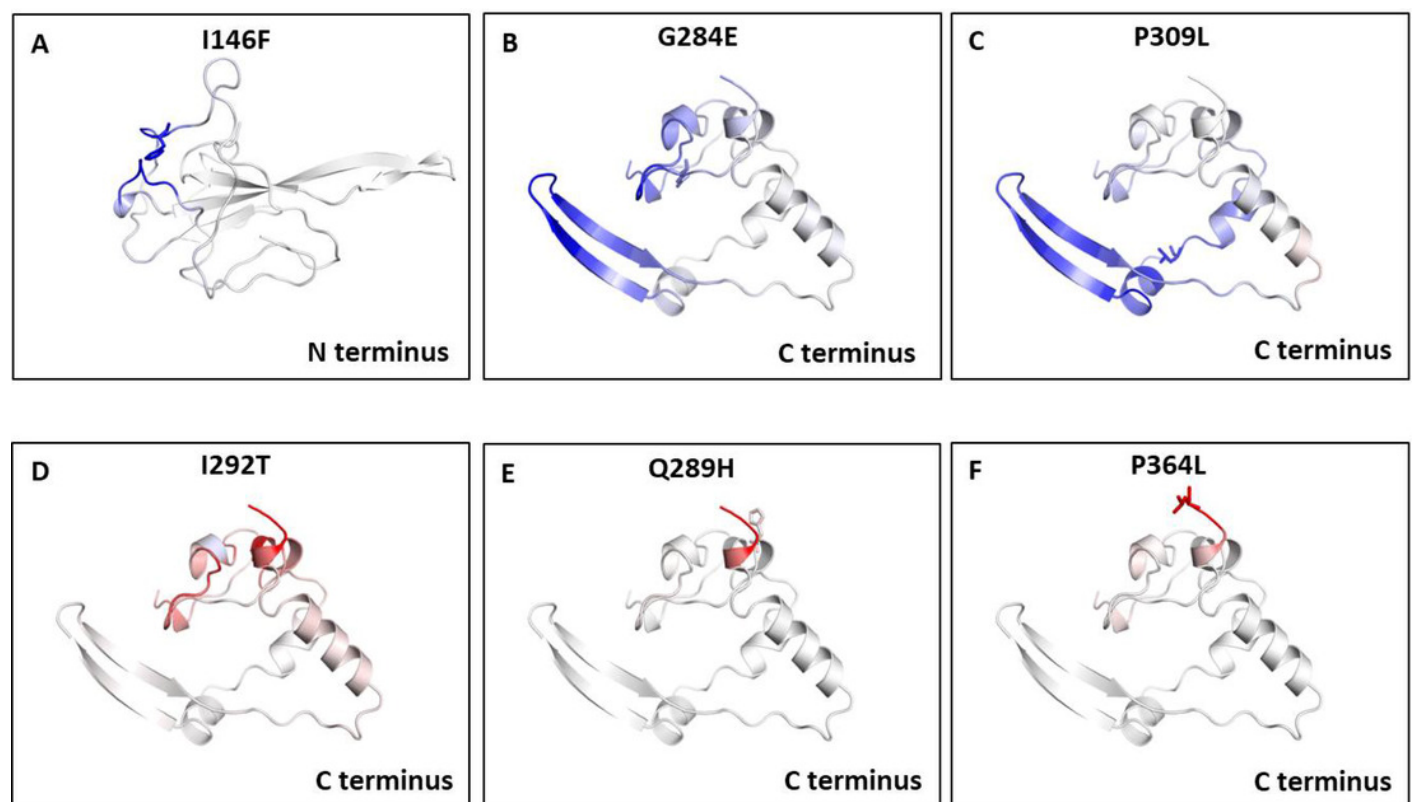 A
I146F
N terminus
B
G284E
C terminus
C
P309L
C terminus
D
I292T
C terminus
E
Q289H
C terminus
F
P364L
C terminus